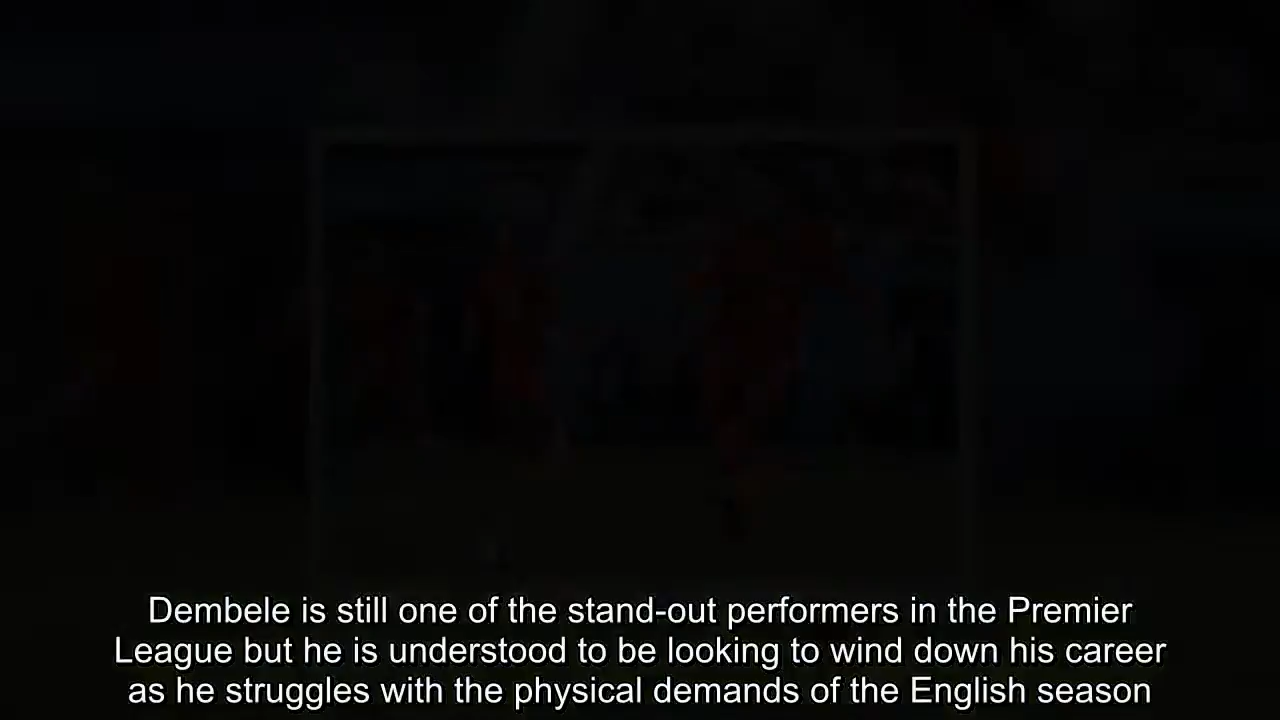 Dembele is still one of the stand-out performers in the Premier
League but he is understood to be looking to wind down his career
as he struggles with the physical demands of the English season